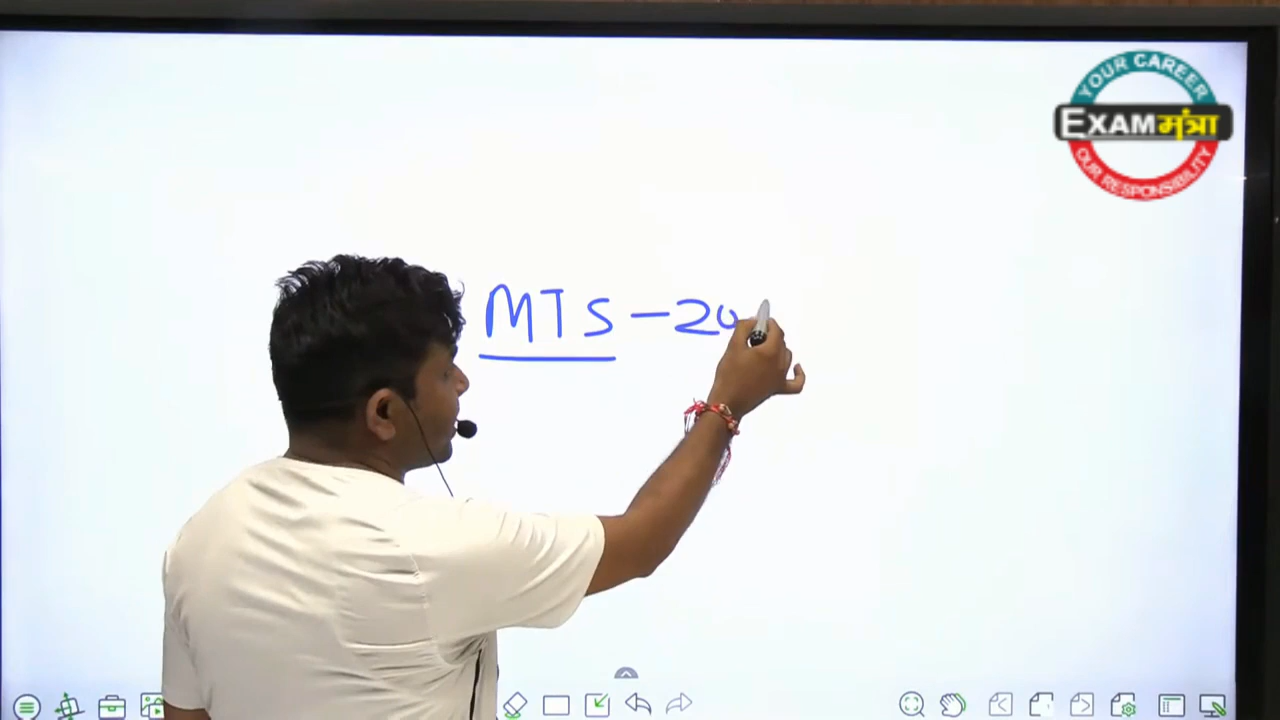 YOUR CAREER
EXAMमंत्रा
OUR RESPONSIBILITY
MTS-20